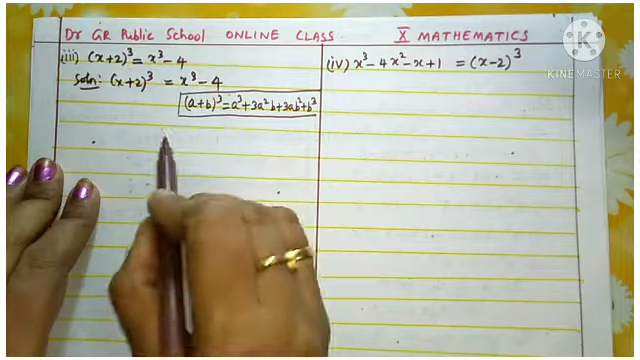 Dr GR Public School ONLINE CLASS X MATHEMATICS
(iii) (x+2)³ = x³ - 4
Soln: (x+2)³ = x³ - 4
(a+b)³ = a³ + 3a²b + 3ab² + b³
(iv) x³ - 4x² - x + 1 = (x-2)³
K
KINEMASTER